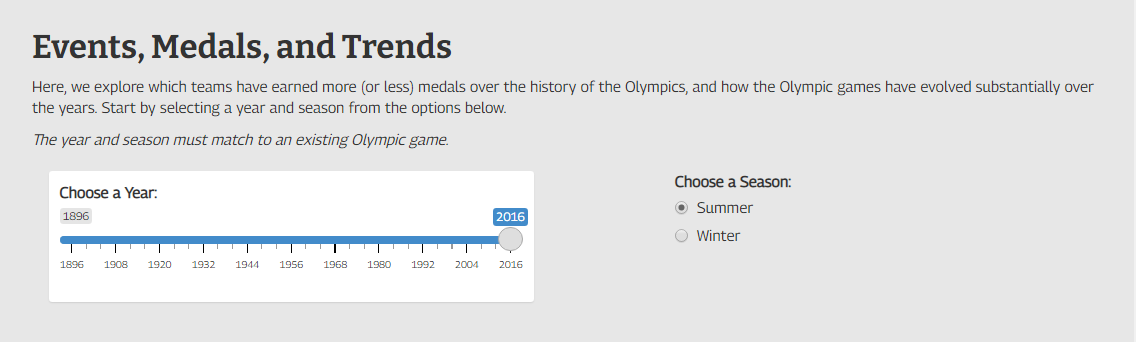 Events, Medals, and Trends
Here, we explore which teams have earned more (or less) medals over the history of the Olympics, and how the Olympic games have evolved substantially over
the years. Start by selecting a year and season from the options below.
The year and season must match to an existing Olympic game.
Choose a Year:
1896 2016
1896 1908 1920 1932 1944 1956 1968 1980 1992 2004 2016
Choose a Season:
Summer
Winter